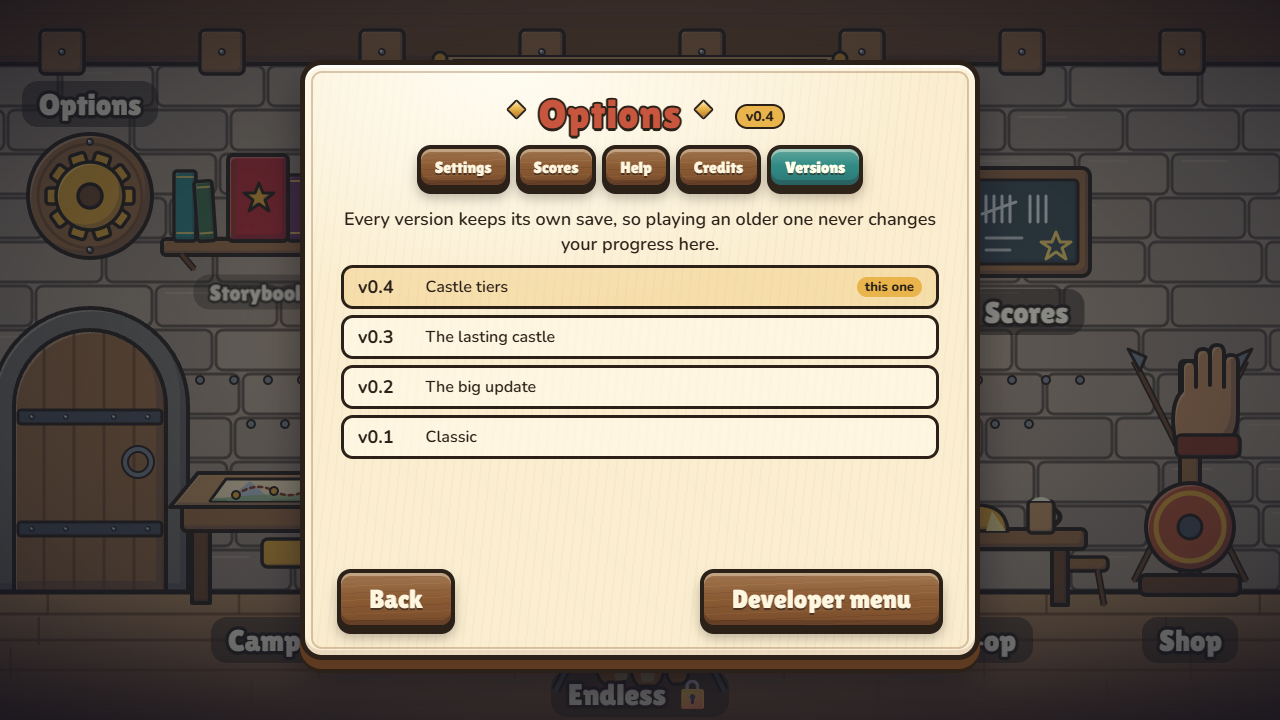 Options
Options
v0.4
Settings Scores Help Credits Versions
Every version keeps its own save, so playing an older one never changes
your progress here.
v0.4 Castle tiers this one
v0.3 The lasting castle
v0.2 The big update
v0.1 Classic
Scores
Back
Developer menu
Shop
Endless